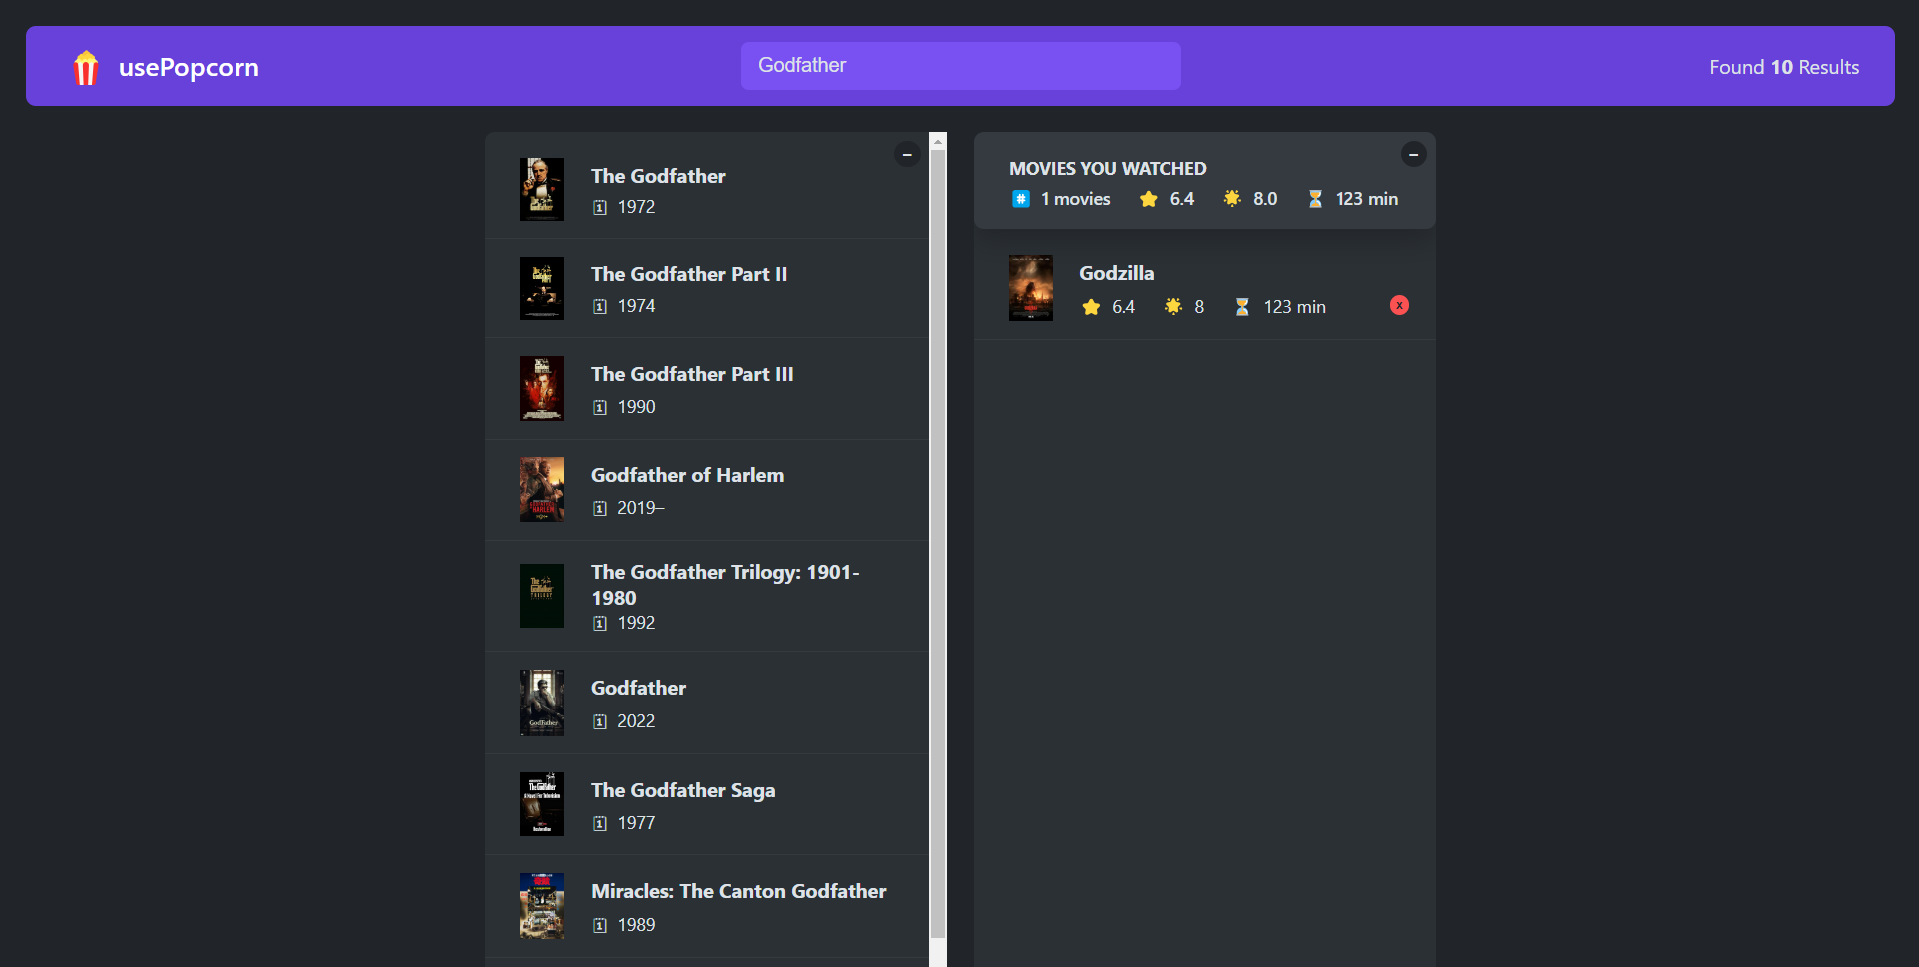 usePopcorn
Godfather
Found 10 Results
The Godfather
1972
The Godfather Part II
1974
The Godfather Part III
1990
Godfather of Harlem
2019–
The Godfather Trilogy: 1901-
1980
1992
Godfather
2022
The Godfather Saga
1977
Miracles: The Canton Godfather
1989
MOVIES YOU WATCHED
#️⃣ 1 movies ⭐ 6.4 🌟 8.0 ⏳ 123 min
Godzilla
⭐ 6.4 🌟 8 ⏳ 123 min X